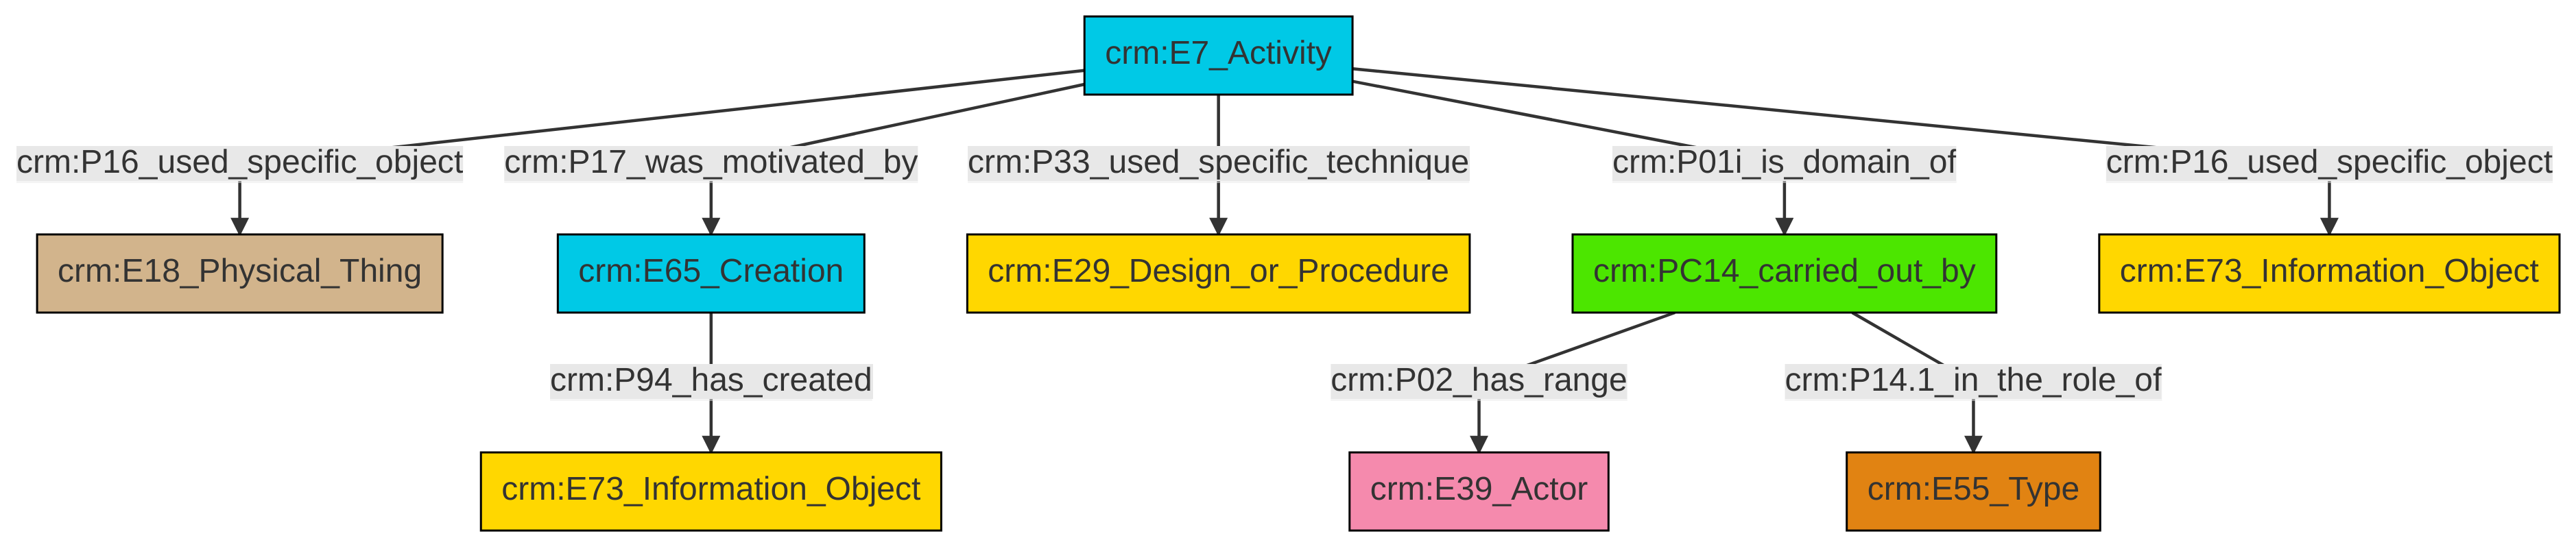 crm:E7_Activity
crm:P16_used_specific_object
crm:P17_was_motivated_by
crm:P33_used_specific_technique
crm:P01i_is_domain_of
crm:P16_used_specific_object
crm:E18_Physical_Thing
crm:E65_Creation
crm:E29_Design_or_Procedure
crm:PC14_carried_out_by
crm:E73_Information_Object
crm:P94_has_created
crm:P02_has_range
crm:P14.1_in_the_role_of
crm:E73_Information_Object
crm:E39_Actor
crm:E55_Type